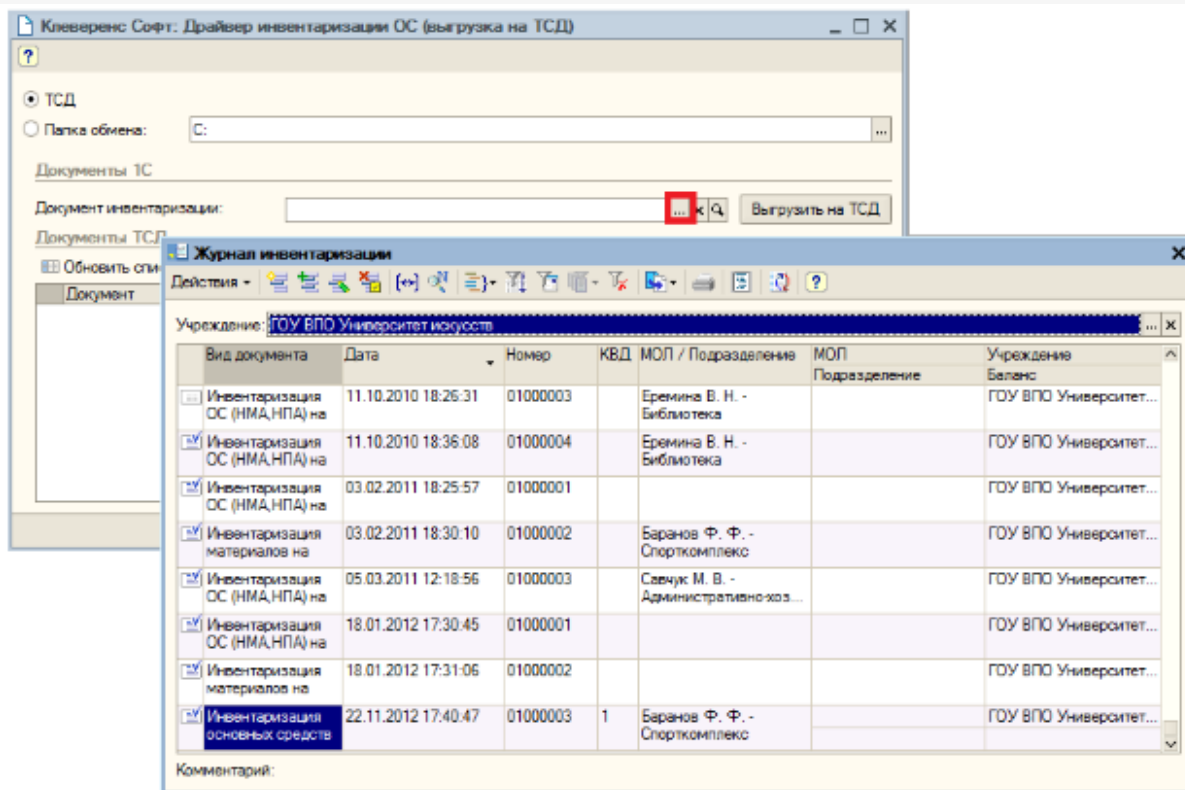 Клеверенс Софт: Драйвер инвентаризации ОС (выгрузка на ТСД)
ТСД
Папка обмена: C:
Документы 1С
Документ инвентаризации: ... Выгрузить на ТСД
Документы ТСД
Обновить спи
Документ
Журнал инвентаризации
Действия
Учреждение: ГОУ ВПО Университет искусств
Вид документа Дата Номер КВД МОЛ / Подразделение МОЛ Учреждение
Подразделение Баланс
Инвентаризация 11.10.2010 18:26:31 01000003 Еремина В. Н. - ГОУ ВПО Университет...
ОС (НМА,НПА) на Библиотека
Инвентаризация 11.10.2010 18:36:08 01000004 Еремина В. Н. - ГОУ ВПО Университет...
ОС (НМА,НПА) на Библиотека
Инвентаризация 03.02.2011 18:25:57 01000001 ГОУ ВПО Университет...
ОС (НМА,НПА) на
Инвентаризация 03.02.2011 18:30:10 01000002 Баранов Ф. Ф. - ГОУ ВПО Университет...
материалов на Спорткомплекс
Инвентаризация 05.03.2011 12:18:56 01000003 Савчук М. В. - ГОУ ВПО Университет...
ОС (НМА,НПА) на Административно-хоз...
Инвентаризация 18.01.2012 17:30:45 01000001 ГОУ ВПО Университет...
ОС (НМА,НПА) на
Инвентаризация 18.01.2012 17:31:06 01000002 ГОУ ВПО Университет...
материалов на
Инвентаризация 22.11.2012 17:40:47 01000003 1 Баранов Ф. Ф. - ГОУ ВПО Университет...
основных средств Спорткомплекс
Комментарий: